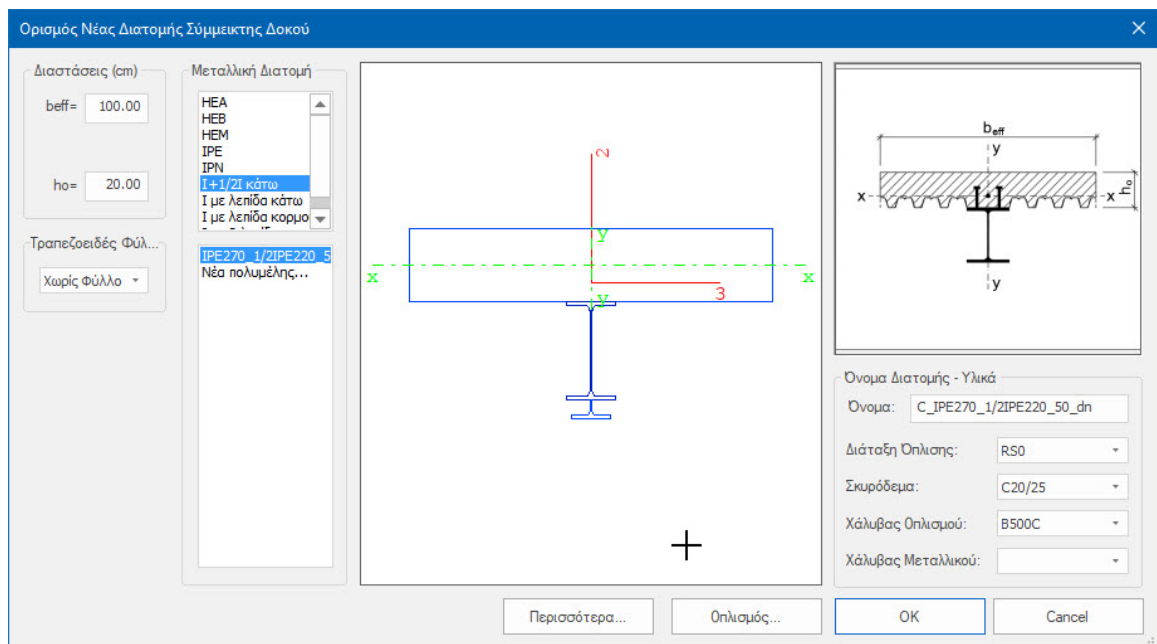 Ορισμός Νέας Διατομής Σύμμεικτης Δοκού
Διαστάσεις (cm)
beff= 100.00
ho= 20.00
Τραπεζοειδές Φύλ...
Χωρίς Φύλλο
Μεταλλική Διατομή
HEA
HEB
HEM
IPE
IPN
I+1/2I κάτω
I με λεπίδα κάτω
I με λεπίδα κορμο
IPE270_1/2IPE220_5
Νέα πολυμέλης...
2
y
x x
3
y
beff
y
x x
ho
y
Όνομα Διατομής - Υλικά
Όνομα: C_IPE270_1/2IPE220_50_dn
Διάταξη Όπλισης: RS0
Σκυρόδεμα: C20/25
Χάλυβας Οπλισμού: B500C
Χάλυβας Μεταλλικού:
Περισσότερα... Οπλισμός... OK Cancel